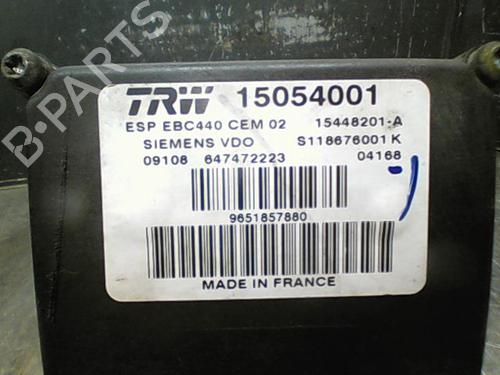 B-PARTS
TRW 15054001
ESP EBC440 CEM 02 15448201-A
SIEMENS VDO S118676001 K
09108 647472223 04168
9651857880
MADE IN FRANCE